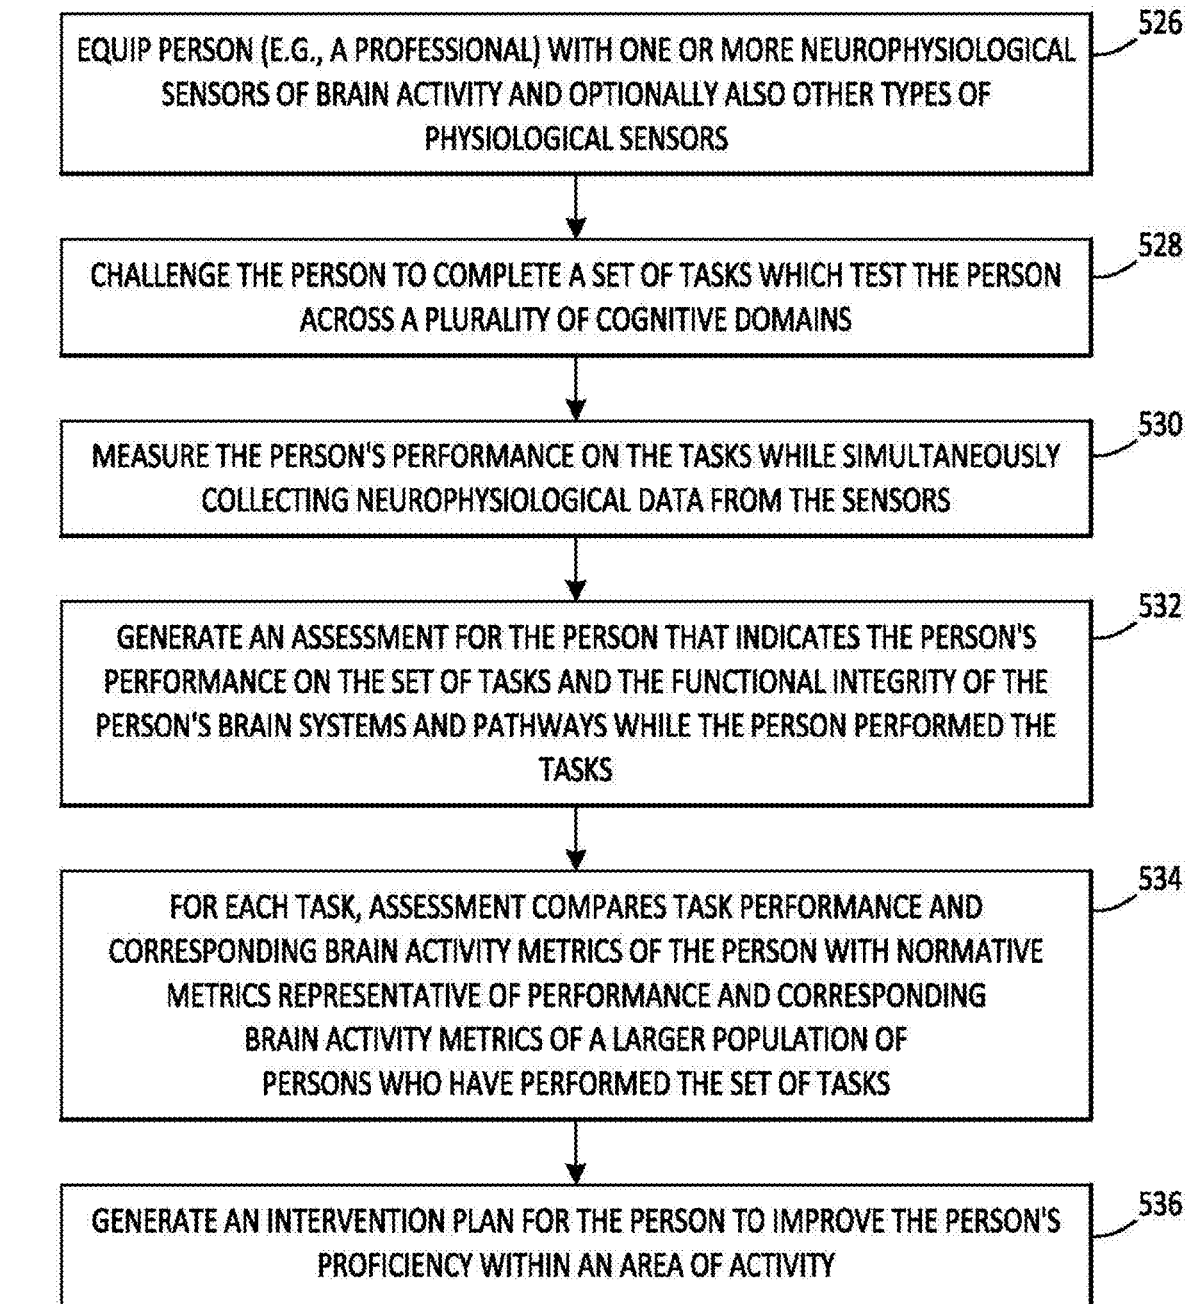 526
EQUIP PERSON (E.G., A PROFESSIONAL) WITH ONE OR MORE NEUROPHYSIOLOGICAL
SENSORS OF BRAIN ACTIVITY AND OPTIONALLY ALSO OTHER TYPES OF
PHYSIOLOGICAL SENSORS
528
CHALLENGE THE PERSON TO COMPLETE A SET OF TASKS WHICH TEST THE PERSON
ACROSS A PLURALITY OF COGNITIVE DOMAINS
530
MEASURE THE PERSON'S PERFORMANCE ON THE TASKS WHILE SIMULTANEOUSLY
COLLECTING NEUROPHYSIOLOGICAL DATA FROM THE SENSORS
532
GENERATE AN ASSESSMENT FOR THE PERSON THAT INDICATES THE PERSON'S
PERFORMANCE ON THE SET OF TASKS AND THE FUNCTIONAL INTEGRITY OF THE
PERSON'S BRAIN SYSTEMS AND PATHWAYS WHILE THE PERSON PERFORMED THE
TASKS
534
FOR EACH TASK, ASSESSMENT COMPARES TASK PERFORMANCE AND
CORRESPONDING BRAIN ACTIVITY METRICS OF THE PERSON WITH NORMATIVE
METRICS REPRESENTATIVE OF PERFORMANCE AND CORRESPONDING
BRAIN ACTIVITY METRICS OF A LARGER POPULATION OF
PERSONS WHO HAVE PERFORMED THE SET OF TASKS
536
GENERATE AN INTERVENTION PLAN FOR THE PERSON TO IMPROVE THE PERSON'S
PROFICIENCY WITHIN AN AREA OF ACTIVITY